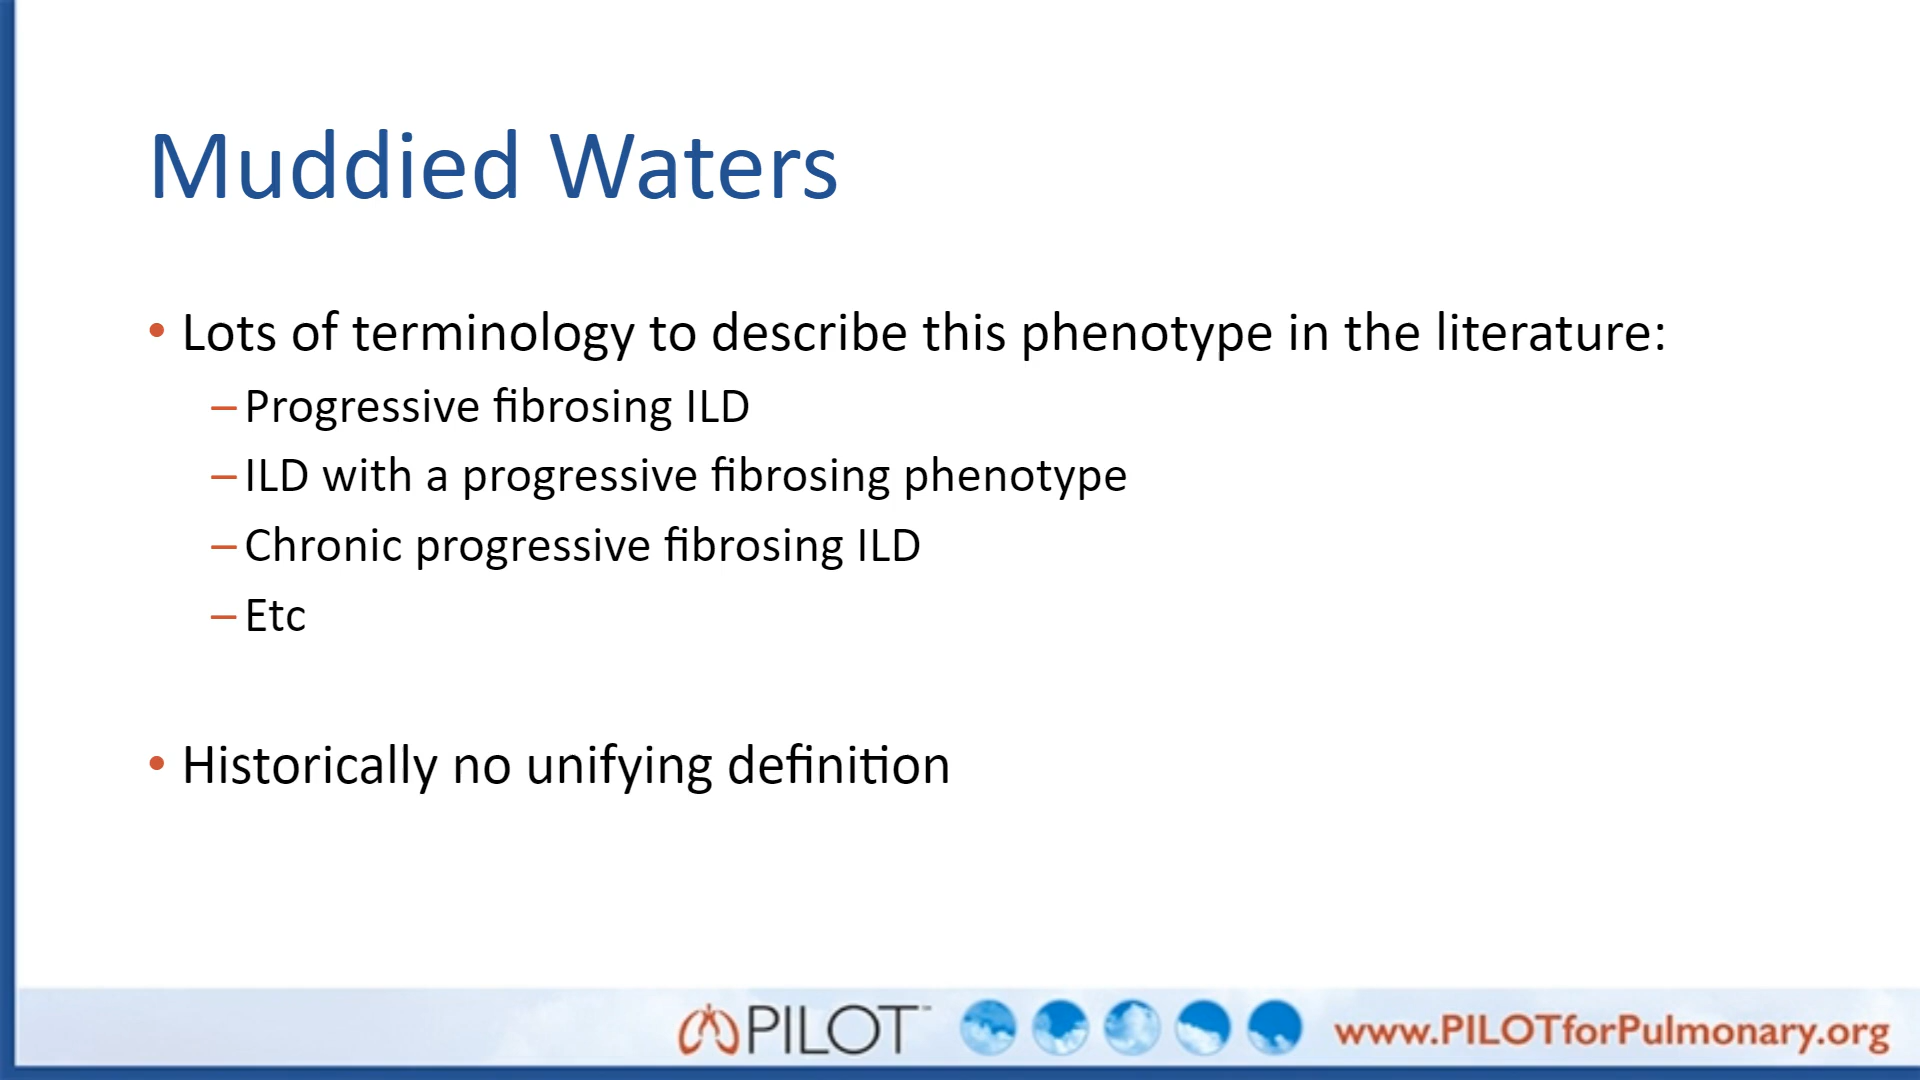 Muddied Waters
• Lots of terminology to describe this phenotype in the literature:
– Progressive fibrosing ILD
– ILD with a progressive fibrosing phenotype
– Chronic progressive fibrosing ILD
– Etc
• Historically no unifying definition
PILOT™
www.PILOTforPulmonary.org